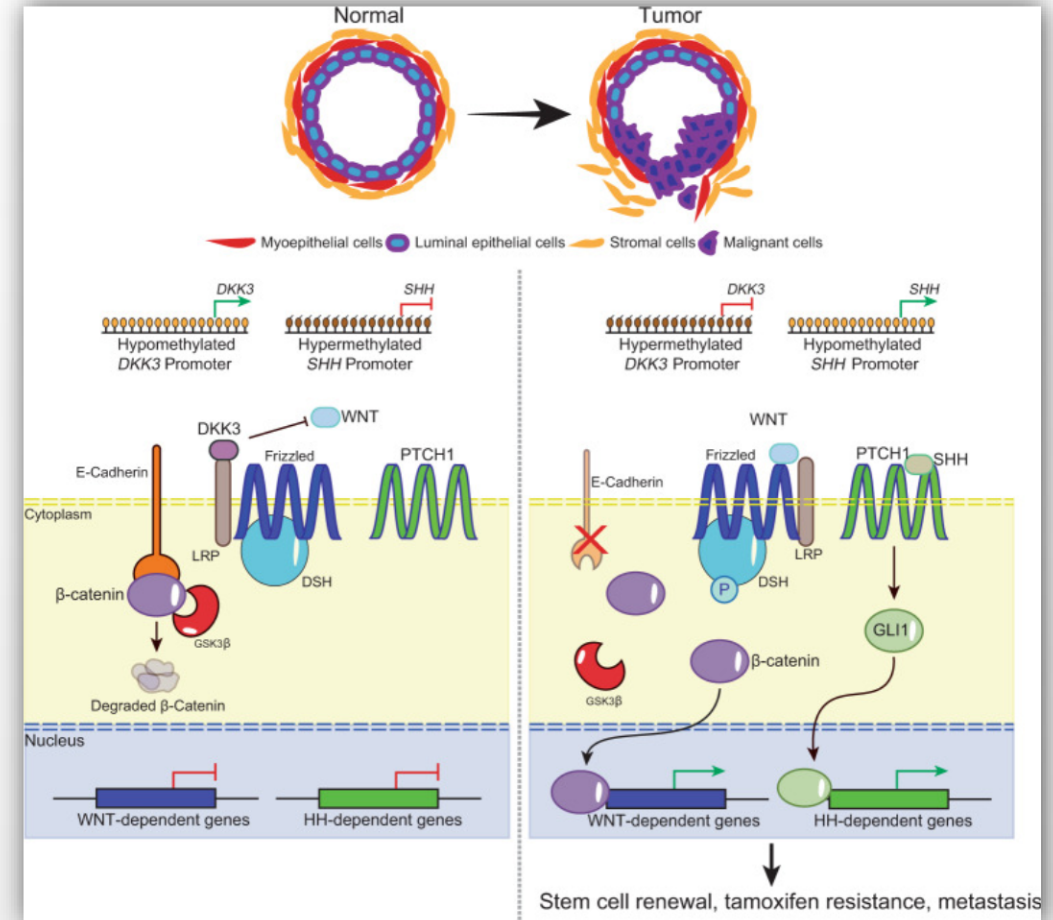 Normal
Tumor
Myoepithelial cells
Luminal epithelial cells
Stromal cells
Malignant cells
DKK3
Hypomethylated
DKK3 Promoter
SHH
Hypermethylated
SHH Promoter
DKK3
Hypermethylated
DKK3 Promoter
SHH
Hypomethylated
SHH Promoter
DKK3
WNT
E-Cadherin
Frizzled
PTCH1
Cytoplasm
LRP
DSH
β-catenin
GSK3β
Degraded β-Catenin
Nucleus
WNT-dependent genes
HH-dependent genes
WNT
Frizzled
PTCH1
SHH
E-Cadherin
LRP
DSH
P
GLI1
β-catenin
GSK3β
WNT-dependent genes
HH-dependent genes
Stem cell renewal, tamoxifen resistance, metastasis